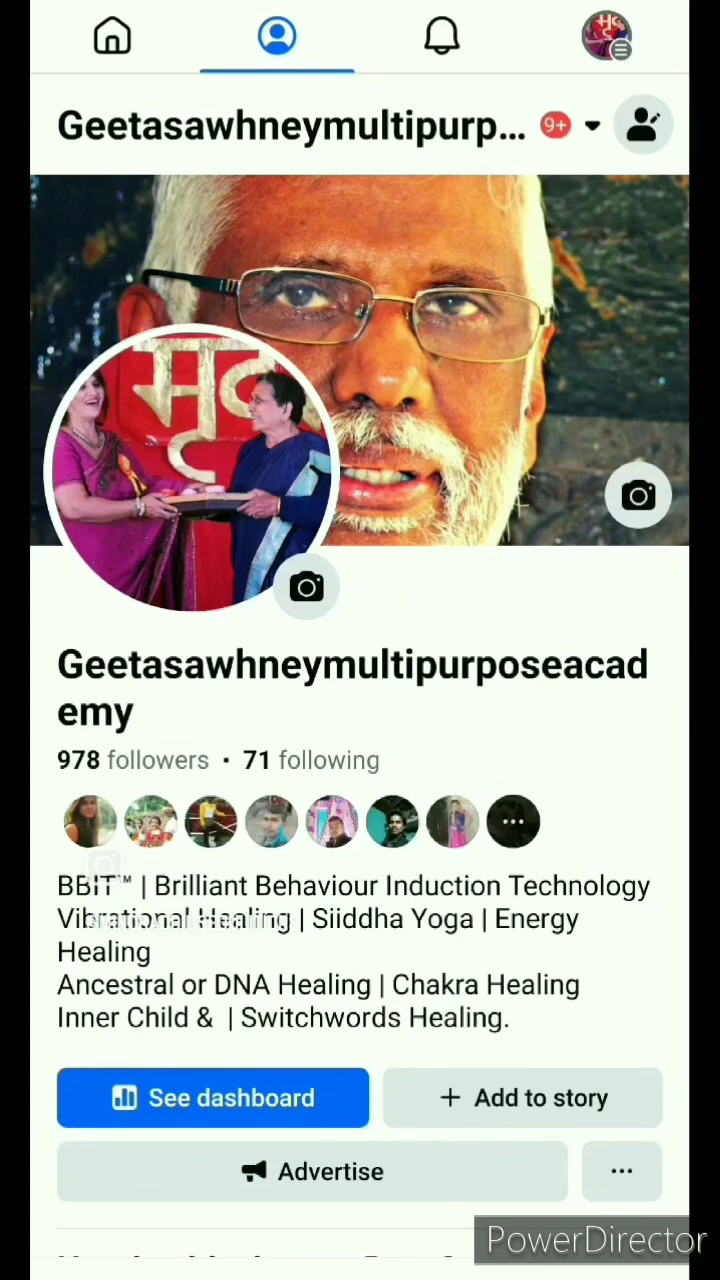 Geetasawhneymultipurp...
9+
मृद
Geetasawhneymultipurposeacad
emy
978 followers • 71 following
...
BBIT™ | Brilliant Behaviour Induction Technology
Vibrational Healing | Siiddha Yoga | Energy
Healing
Ancestral or DNA Healing | Chakra Healing
Inner Child & | Switchwords Healing.
See dashboard
+ Add to story
Advertise
...
PowerDirector